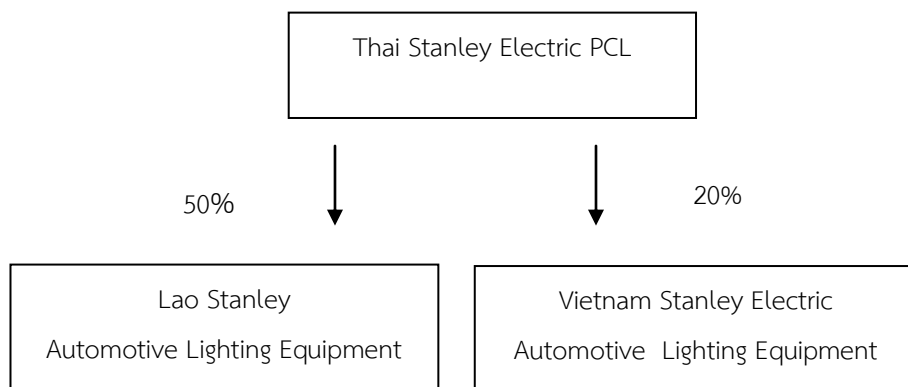 Thai Stanley Electric PCL
50%
20%
Lao Stanley
Automotive Lighting Equipment
Vietnam Stanley Electric
Automotive Lighting Equipment